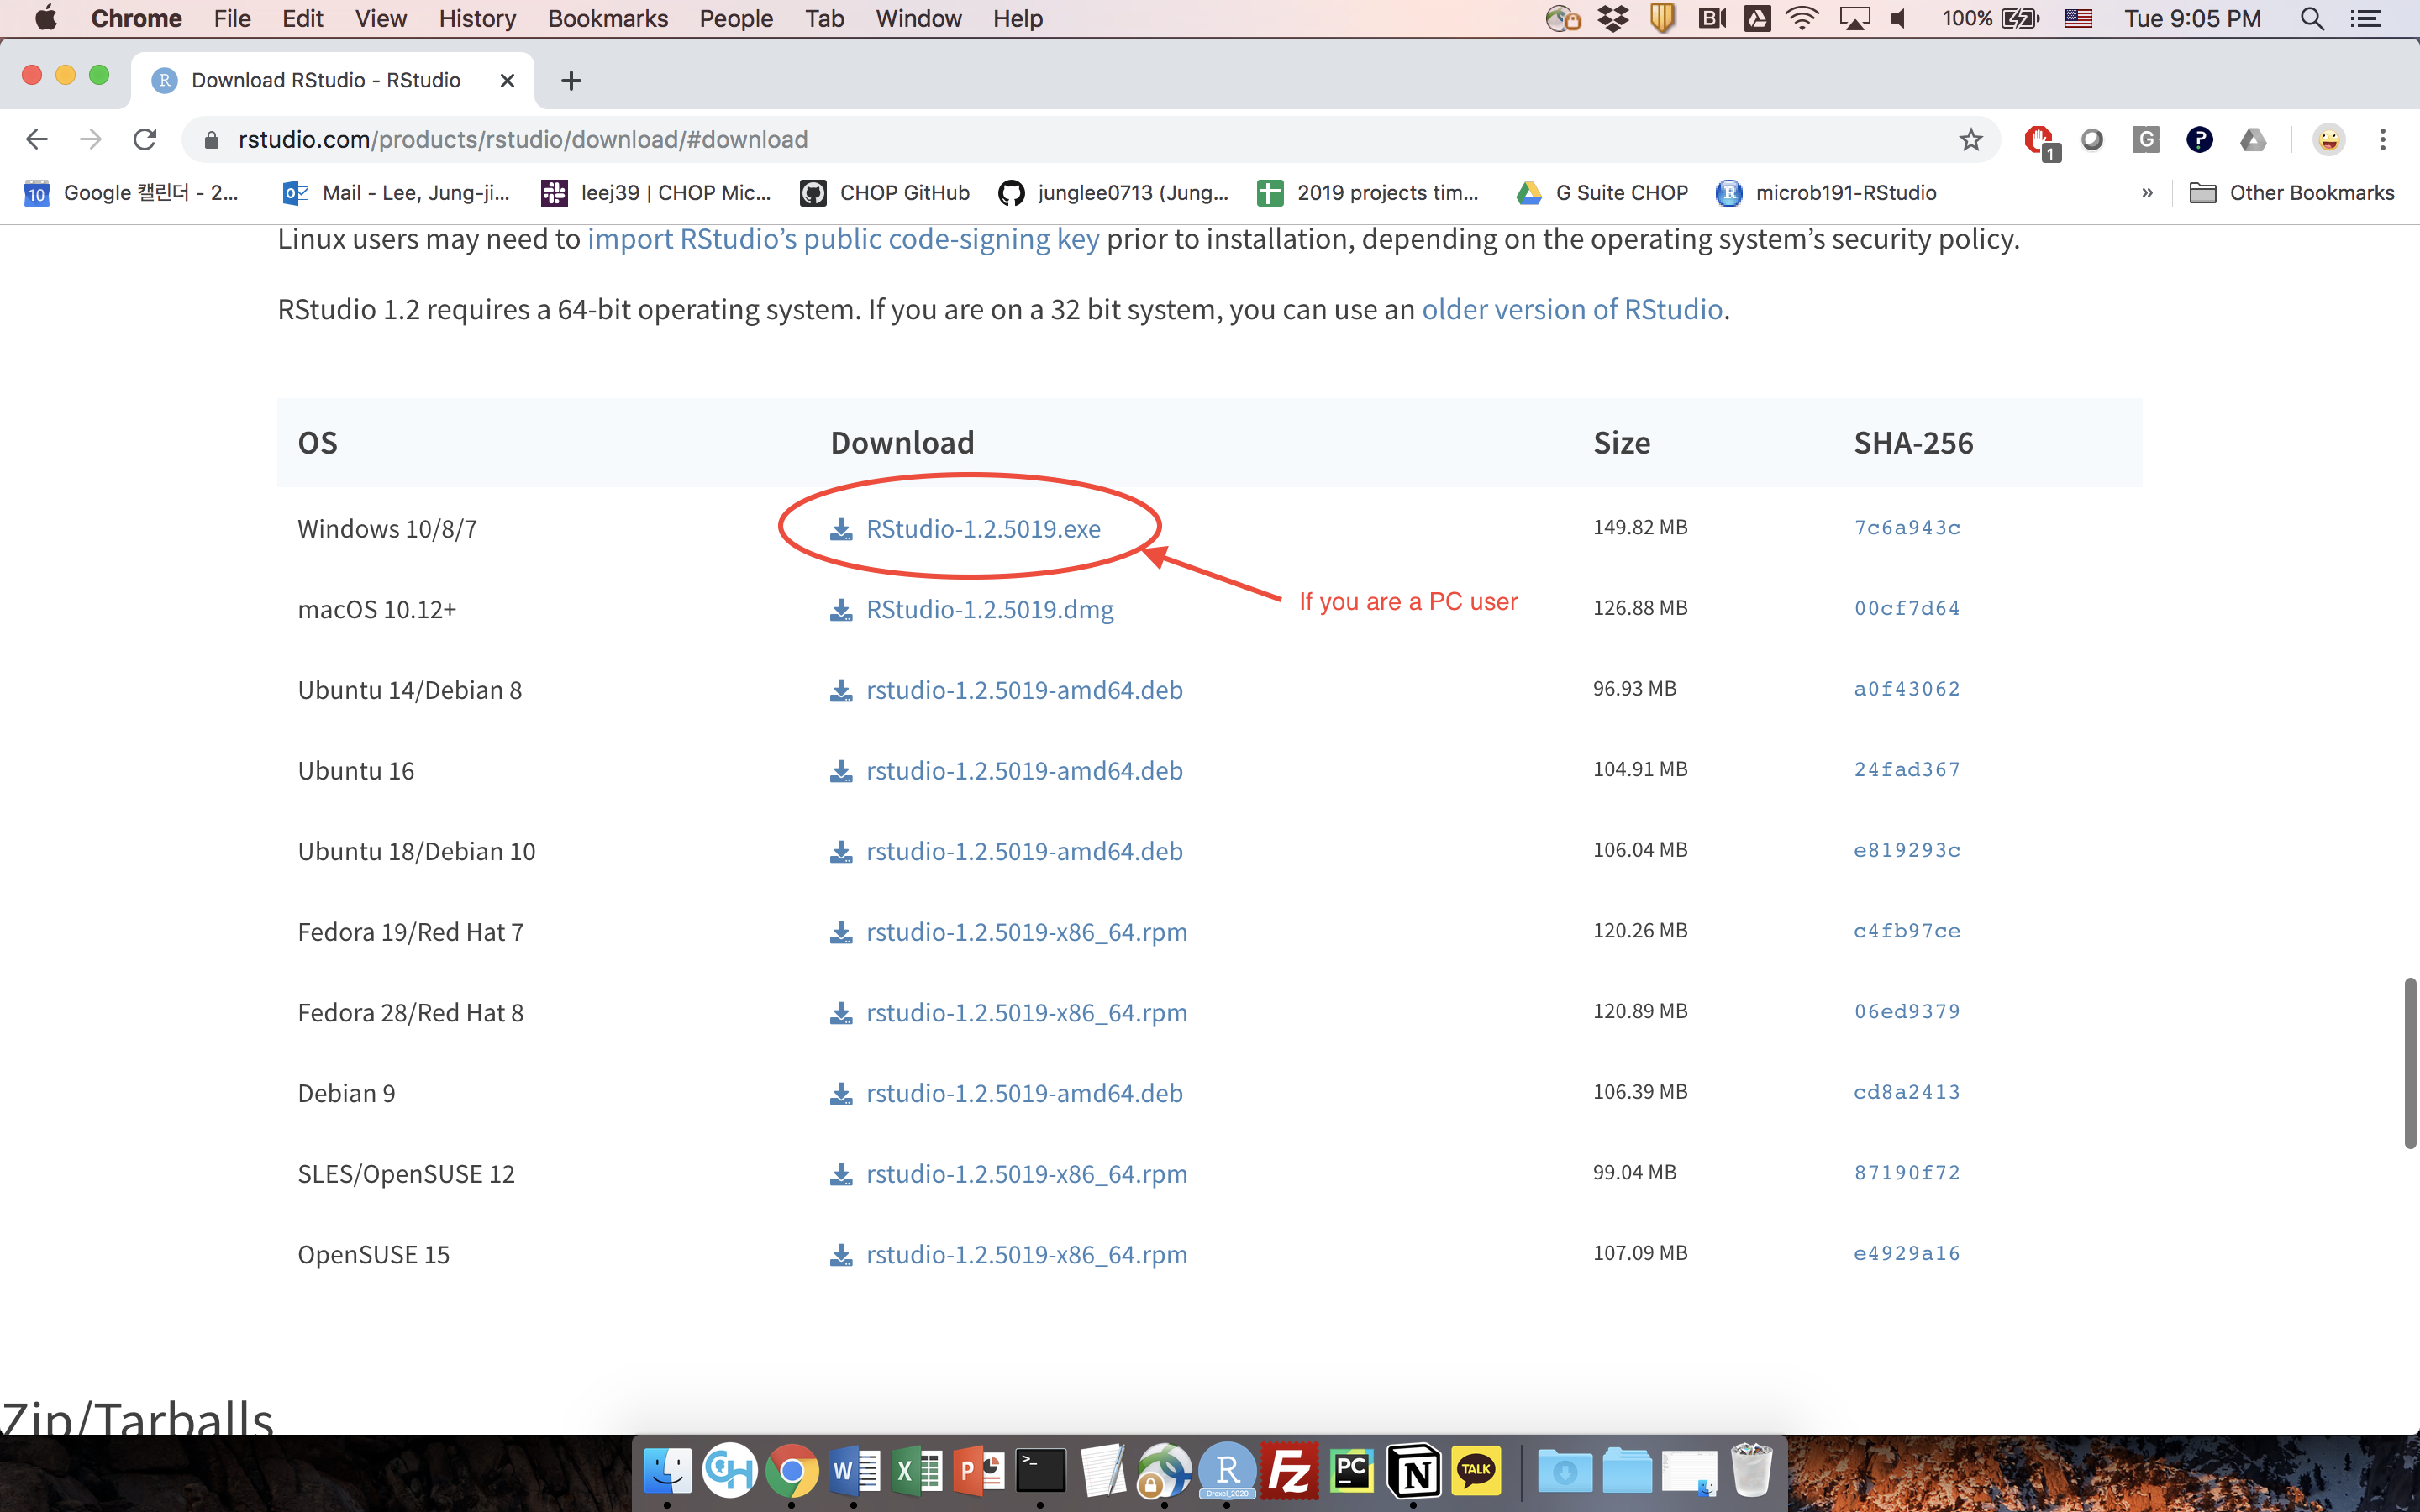 Chrome File Edit View History Bookmarks People Tab Window Help 100% Tue 9:05 PM
Download RStudio - RStudio
rstudio.com/products/rstudio/download/#download 1 G ?
10 Google 캘린더 - 2... Mail - Lee, Jung-ji... leej39 | CHOP Mic... CHOP GitHub junglee0713 (Jung... 2019 projects tim... G Suite CHOP R microb191-RStudio » Other Bookmarks
Linux users may need to import RStudio’s public code-signing key prior to installation, depending on the operating system’s security policy.
RStudio 1.2 requires a 64-bit operating system. If you are on a 32 bit system, you can use an older version of RStudio.
OS Download Size SHA-256
Windows 10/8/7 RStudio-1.2.5019.exe 149.82 MB 7c6a943c
If you are a PC user
macOS 10.12+ RStudio-1.2.5019.dmg 126.88 MB 00cf7d64
Ubuntu 14/Debian 8 rstudio-1.2.5019-amd64.deb 96.93 MB a0f43062
Ubuntu 16 rstudio-1.2.5019-amd64.deb 104.91 MB 24fad367
Ubuntu 18/Debian 10 rstudio-1.2.5019-amd64.deb 106.04 MB e819293c
Fedora 19/Red Hat 7 rstudio-1.2.5019-x86_64.rpm 120.26 MB c4fb97ce
Fedora 28/Red Hat 8 rstudio-1.2.5019-x86_64.rpm 120.89 MB 06ed9379
Debian 9 rstudio-1.2.5019-amd64.deb 106.39 MB cd8a2413
SLES/OpenSUSE 12 rstudio-1.2.5019-x86_64.rpm 99.04 MB 87190f72
OpenSUSE 15 rstudio-1.2.5019-x86_64.rpm 107.09 MB e4929a16
Zip/Tarballs
W X P >_ R Fz PC N TALK
Drexel_2020